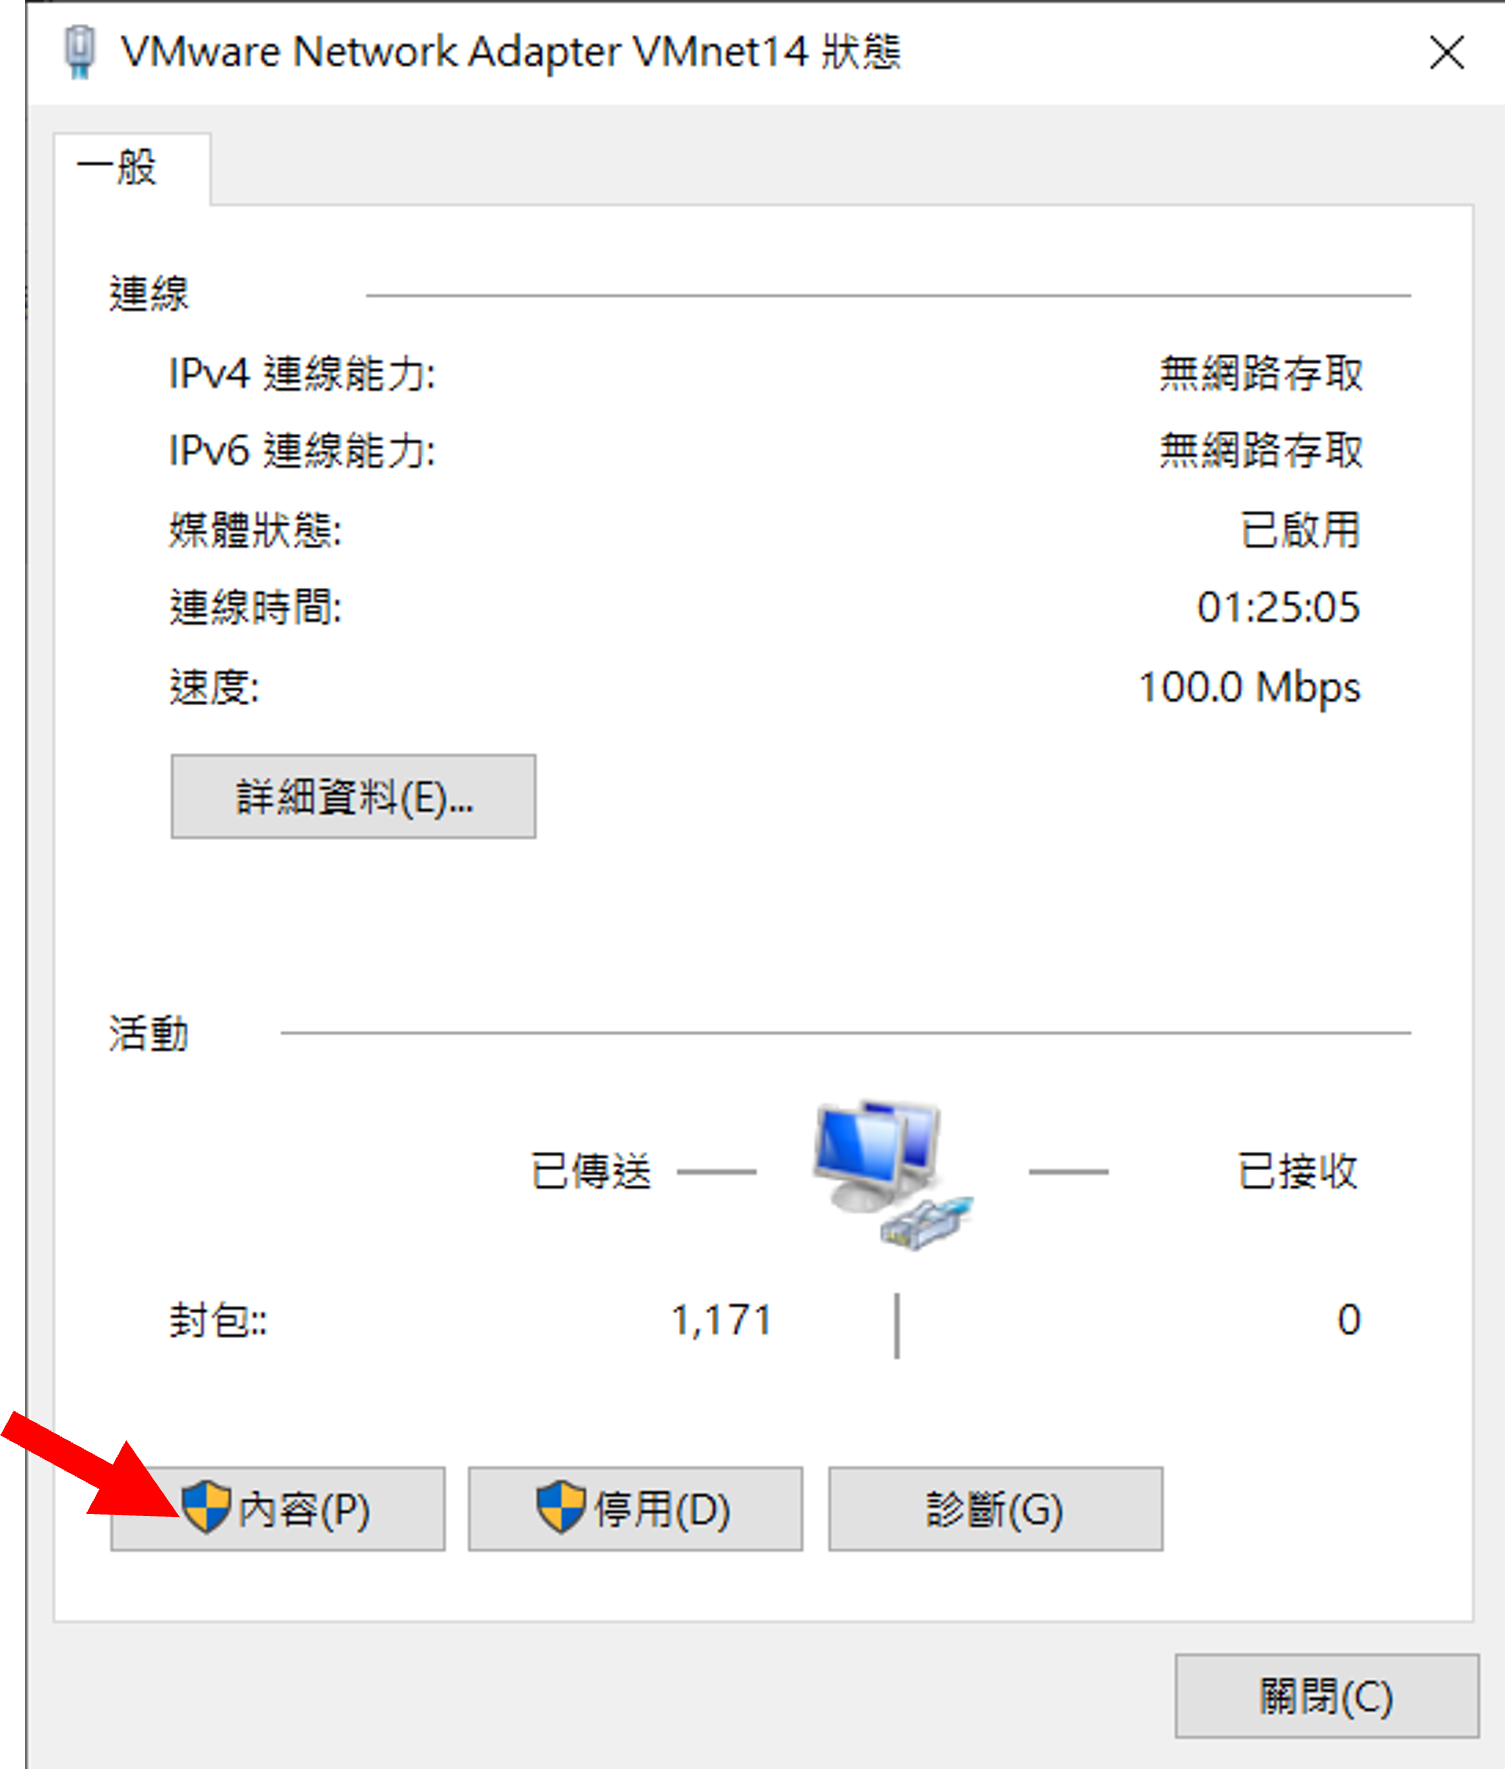 VMware Network Adapter VMnet14 狀態
一般
連線
IPv4 連線能力: 無網路存取
IPv6 連線能力: 無網路存取
媒體狀態: 已啟用
連線時間: 01:25:05
速度: 100.0 Mbps
詳細資料(E)...
活動
已傳送 已接收
封包:: 1,171 0
內容(P) 停用(D) 診斷(G)
關閉(C)